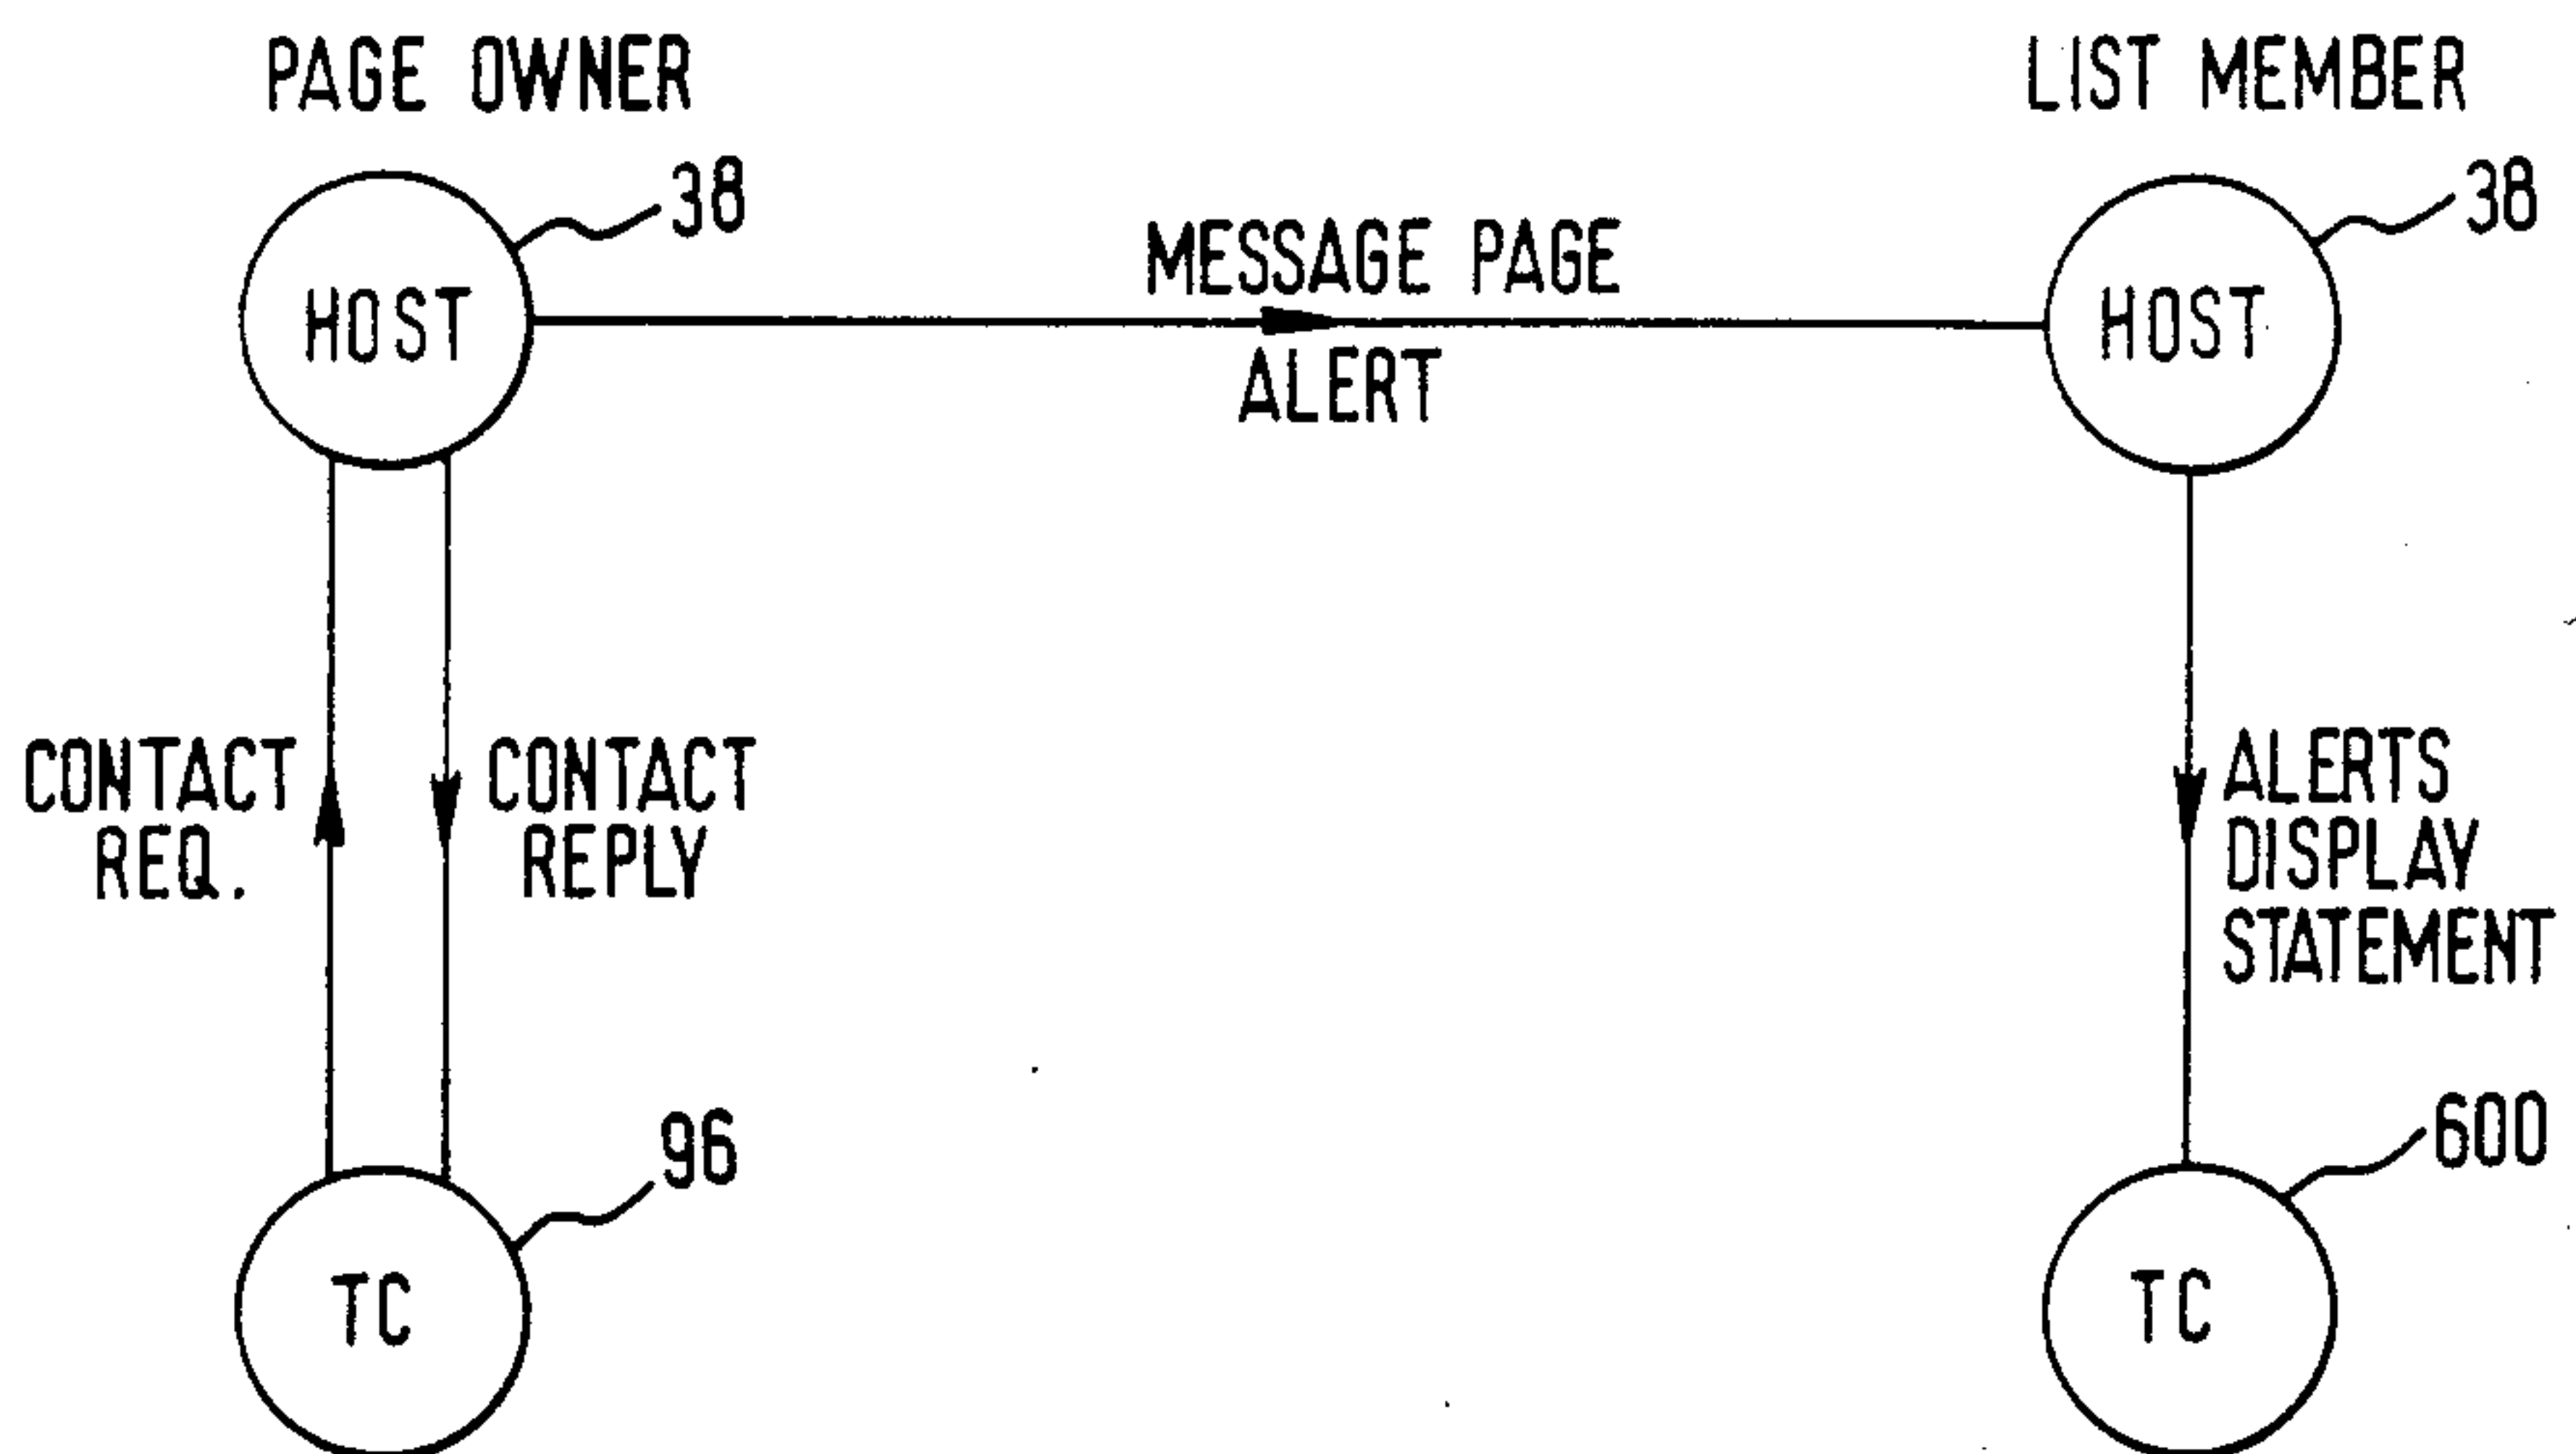 PAGE OWNER
LIST MEMBER
38
38
HOST
MESSAGE PAGE
HOST
ALERT
CONTACT
REQ.
CONTACT
REPLY
ALERTS
DISPLAY
STATEMENT
96
600
TC
TC